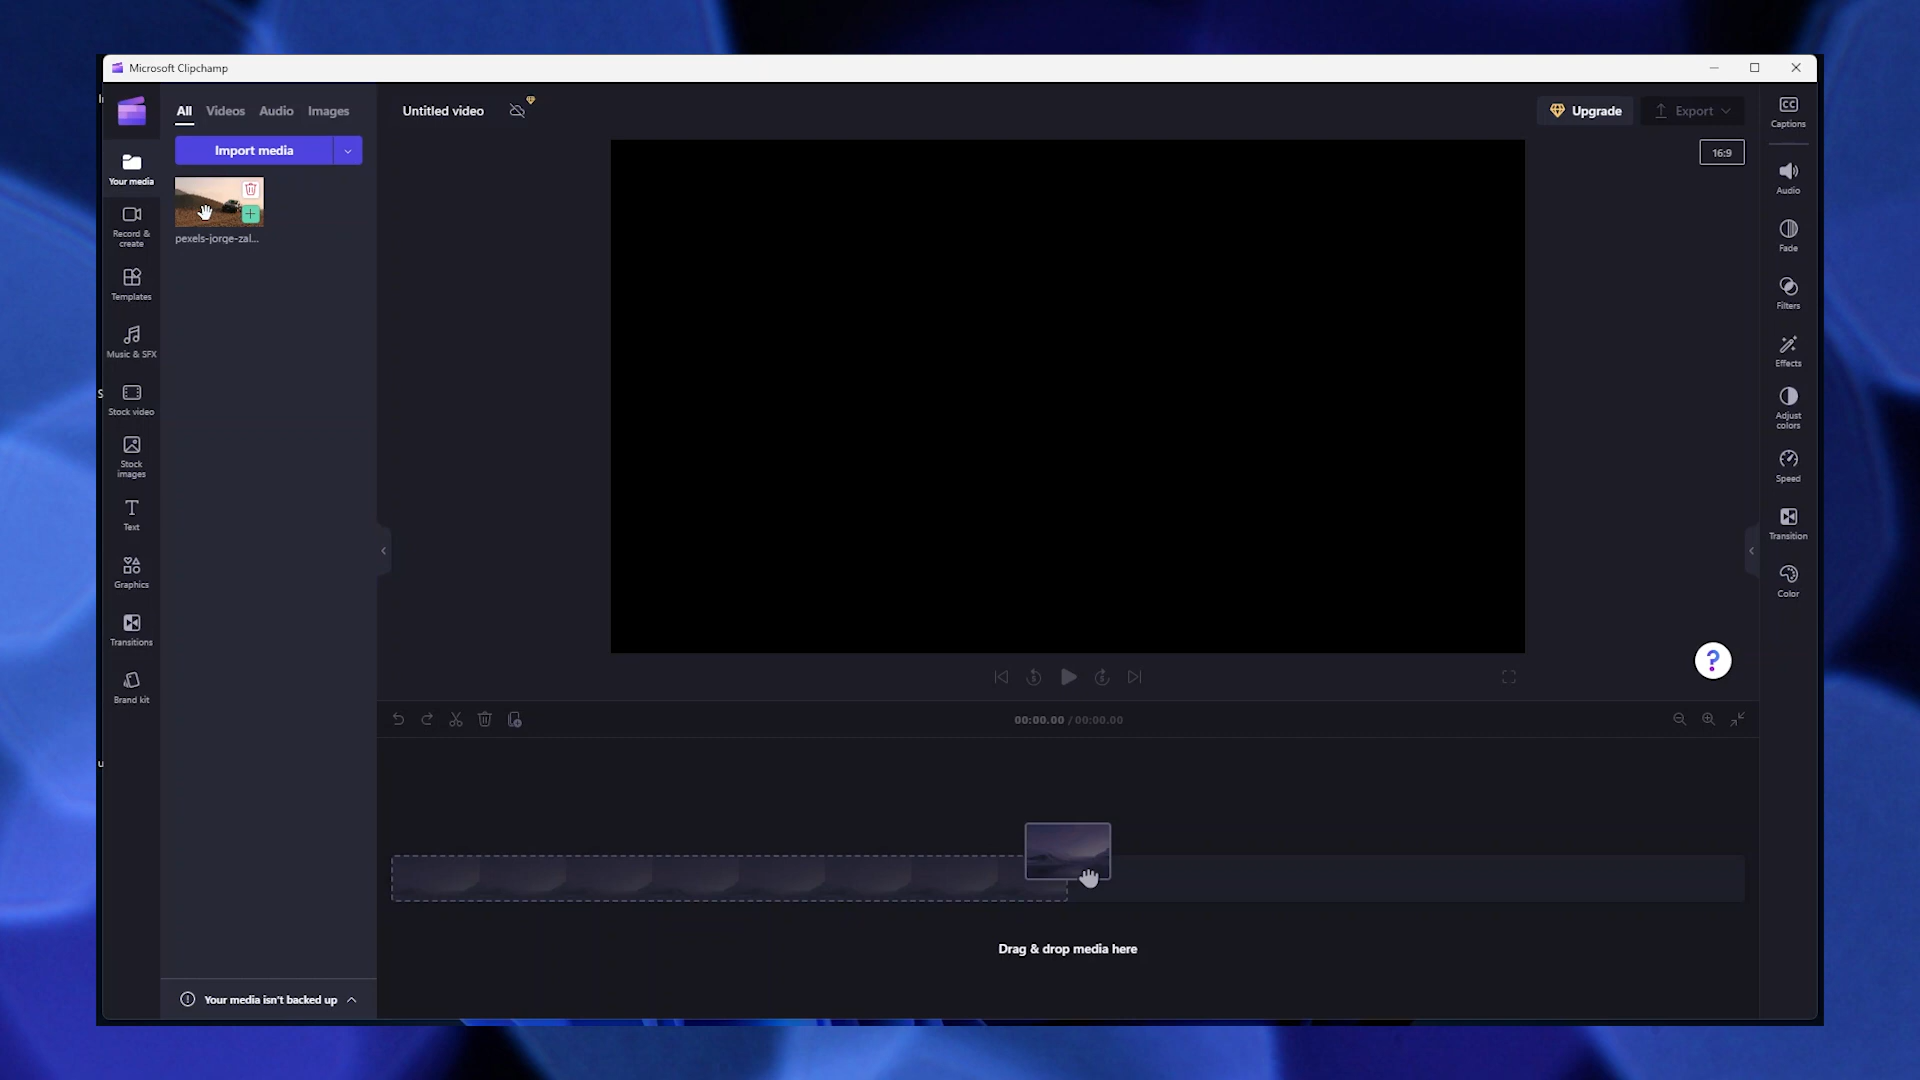 Microsoft Clipchamp
All Videos Audio Images
Untitled video
Upgrade
Export
CC
Captions
Import media
16:9
Your media
pexels-jorge-zal...
Record &
create
Templates
Music & SFX
Stock video
Stock
images
Text
Graphics
Transitions
Brand kit
Audio
Fade
Filters
Effects
Adjust
colors
Speed
Transition
Color
?
5
5
00:00.00 / 00:00.00
Drag & drop media here
Your media isn't backed up
S
u